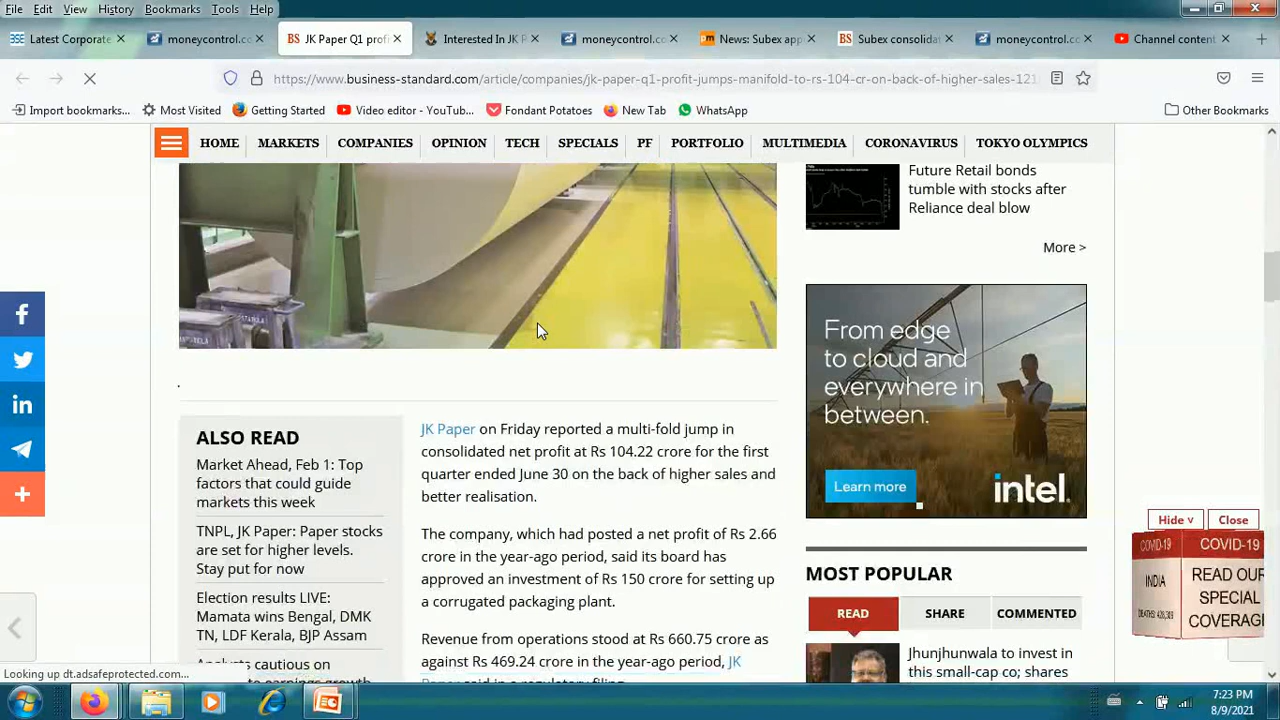 File Edit View History Bookmarks Tools Help
Latest Corporate
moneycontrol.co
BS JK Paper Q1 prof
Interested In JK P
moneycontrol.co
pm News: Subex app
BS Subex consolidat
moneycontrol.co
Channel content
https://www.business-standard.com/article/companies/jk-paper-q1-profit-jumps-manifold-to-rs-104-cr-on-back-of-higher-sales-121
Import bookmarks... Most Visited Getting Started Video editor - YouTu... Fondant Potatoes New Tab WhatsApp Other Bookmarks
HOME MARKETS COMPANIES OPINION TECH SPECIALS PF PORTFOLIO MULTIMEDIA CORONAVIRUS TOKYO OLYMPICS
Future Retail bonds
tumble with stocks after
Reliance deal blow
More >
From edge
to cloud and
everywhere in
between.
Learn more
intel.
.
ALSO READ
Market Ahead, Feb 1: Top
factors that could guide
markets this week
TNPL, JK Paper: Paper stocks
are set for higher levels.
Stay put for now
Election results LIVE:
Mamata wins Bengal, DMK
TN, LDF Kerala, BJP Assam
Analysts cautious on
JK Paper on Friday reported a multi-fold jump in
consolidated net profit at Rs 104.22 crore for the first
quarter ended June 30 on the back of higher sales and
better realisation.
The company, which had posted a net profit of Rs 2.66
crore in the year-ago period, said its board has
approved an investment of Rs 150 crore for setting up
a corrugated packaging plant.
Revenue from operations stood at Rs 660.75 crore as
against Rs 469.24 crore in the year-ago period, JK
Hide v Close
COVID-19 COVID-19
INDIA
READ OUR
SPECIAL
COVERAG
MOST POPULAR
READ SHARE COMMENTED
Jhunjhunwala to invest in
this small-cap co; shares
Looking up dt.adsafeprotected.com...
7:23 PM
8/9/2021